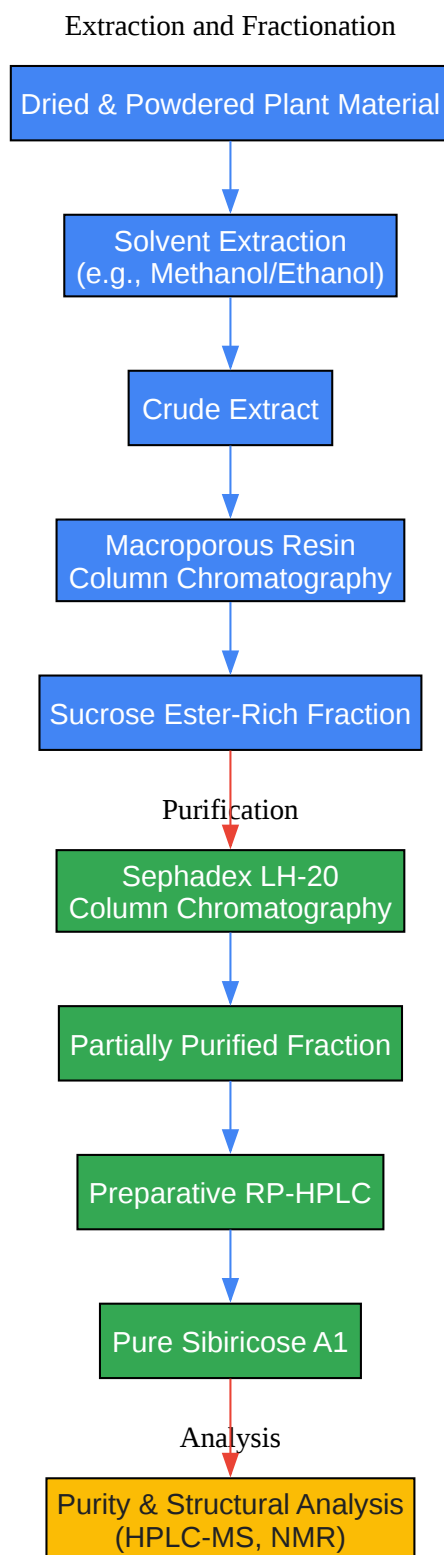 Extraction and Fractionation
Dried & Powdered Plant Material
Solvent Extraction
(e.g., Methanol/Ethanol)
Crude Extract
Macroporous Resin
Column Chromatography
Sucrose Ester-Rich Fraction
Purification
Sephadex LH-20
Column Chromatography
Partially Purified Fraction
Preparative RP-HPLC
Pure Sibiricose A1
Analysis
Purity & Structural Analysis
(HPLC-MS, NMR)